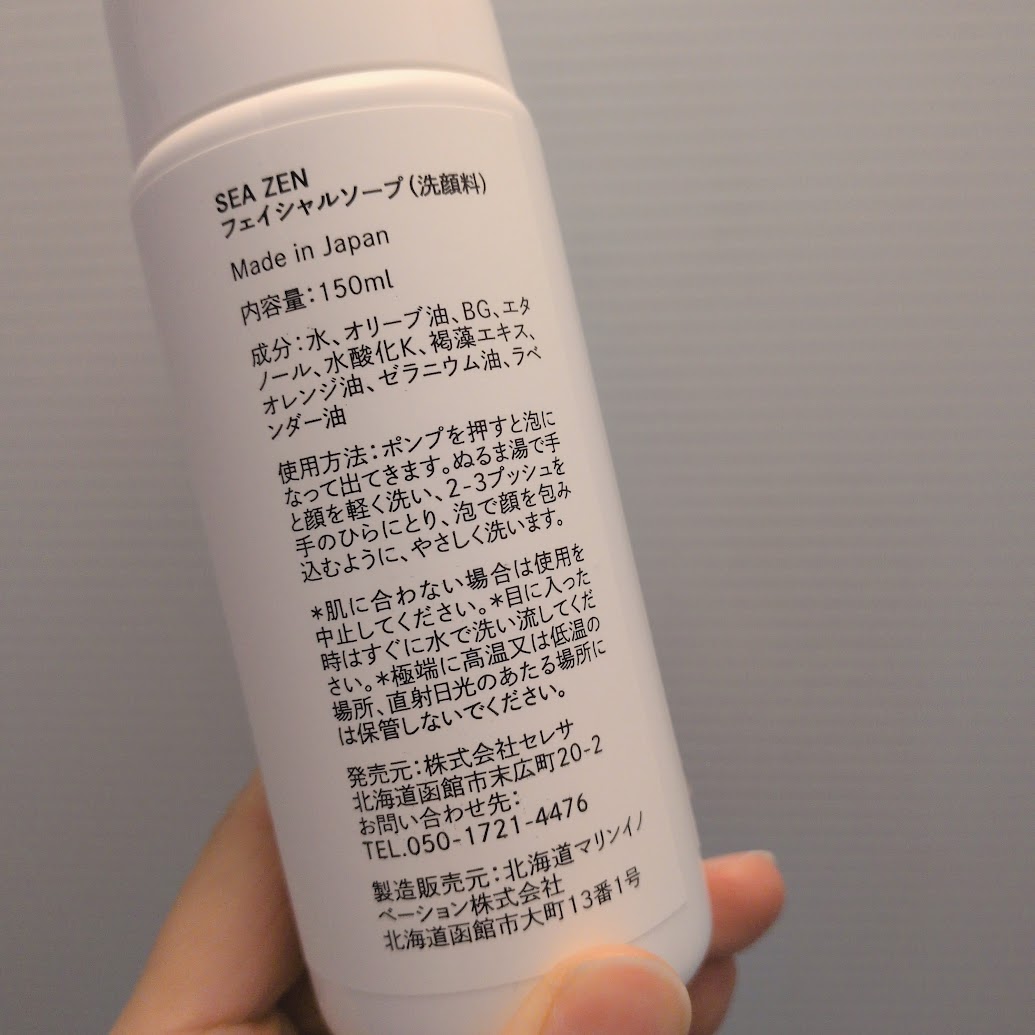 SEA ZEN
フェイシャルソープ(洗顔料)
Made in Japan
内容量:150ml
成分:水、オリーブ油、BG、エタ
ノール、水酸化K、褐藻エキス、
オレンジ油、ゼラニウム油、ラベ
ンダー油
使用方法:ポンプを押すと泡に
なって出てきます。ぬるま湯で手
と顔を軽く洗い、2-3プッシュを
手のひらにとり、泡で顔を包み
込むように、やさしく洗います。
*肌に合わない場合は使用を
中止してください。*目に入った
時はすぐに水で洗い流してくだ
さい。*極端に高温又は低温の
場所、直射日光のあたる場所に
は保管しないでください。
発売元:株式会社セレサ
北海道函館市末広町20-2
お問い合わせ先:
TEL.050-1721-4476
製造販売元:北海道マリンイノ
ベーション株式会社
北海道函館市大町13番1号